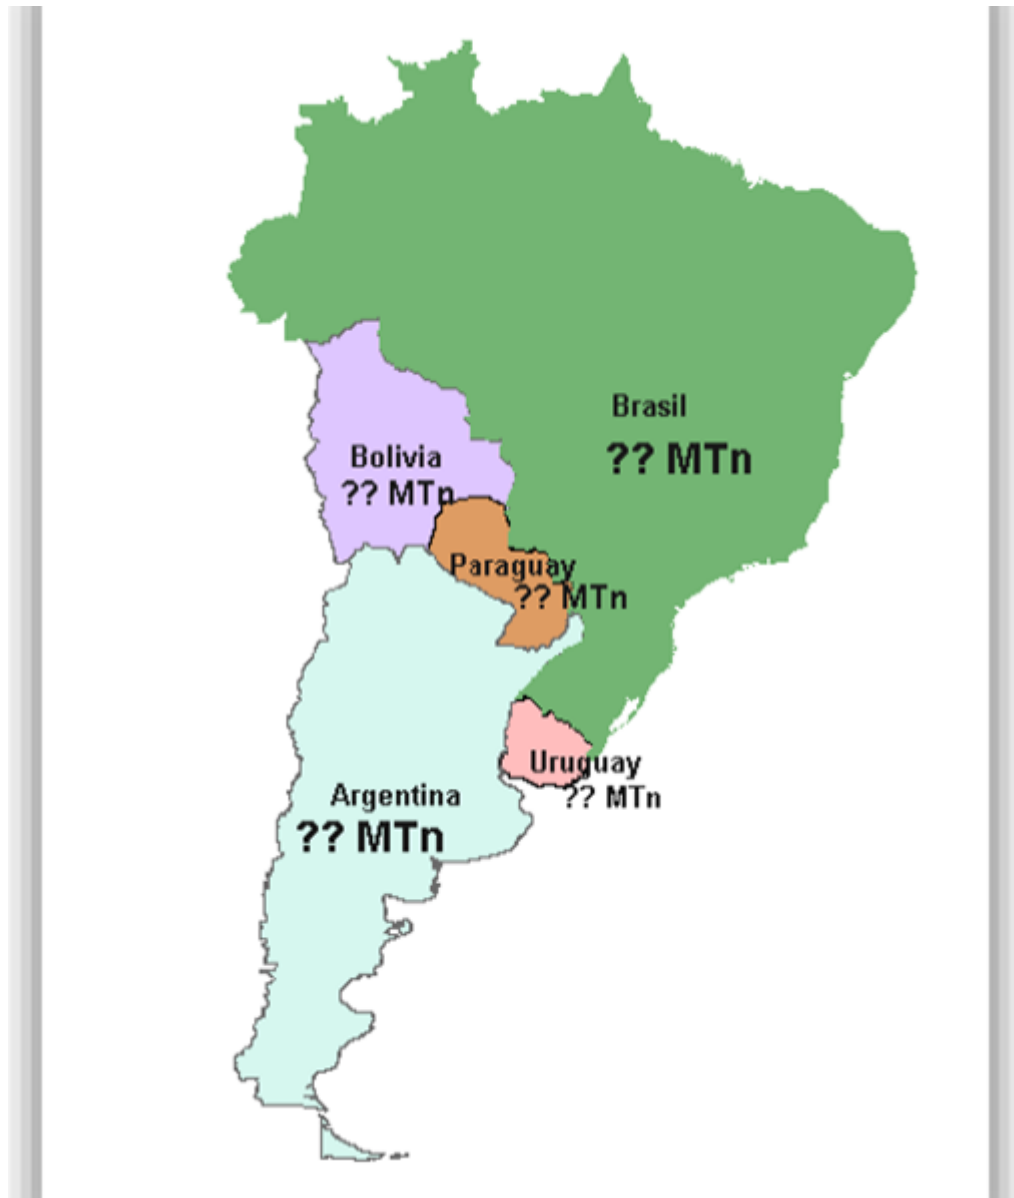 Brasil
?? MTn
Bolivia
?? MTn
Paraguay
?? MTn
Uruguay
?? MTn
Argentina
?? MTn